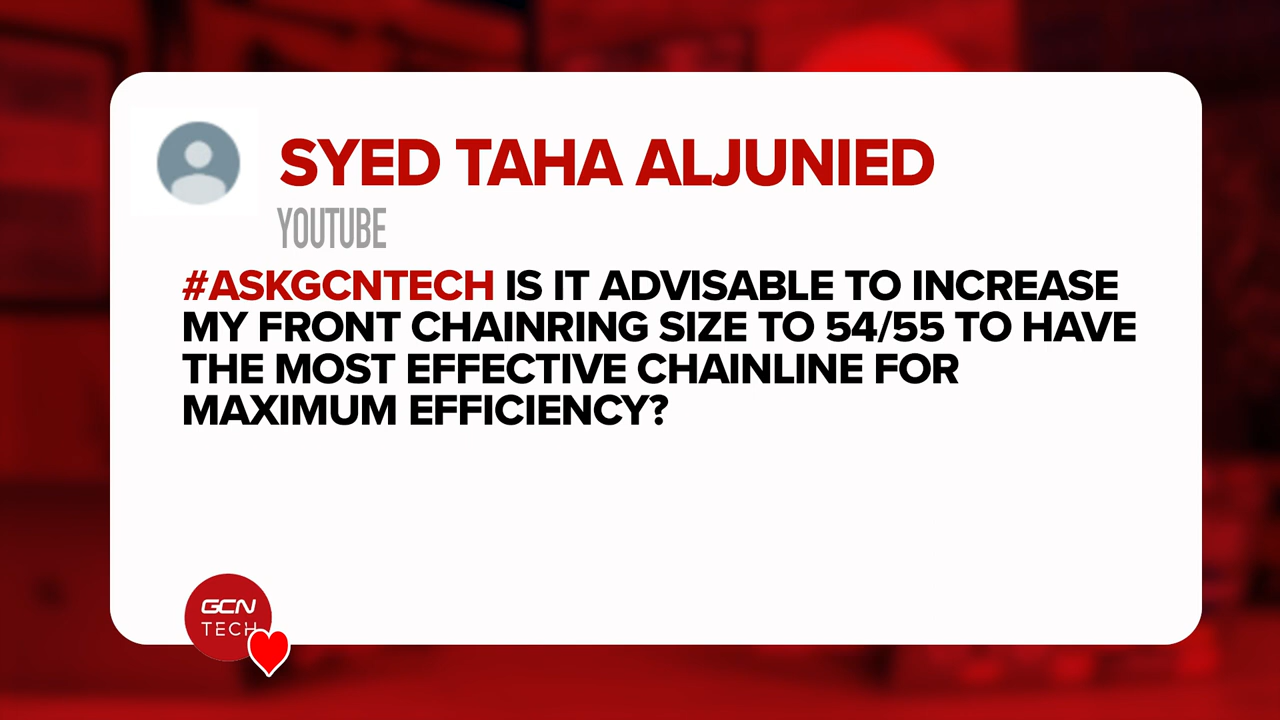 SYED TAHA ALJUNIED
YOUTUBE
#ASKGCNTECH IS IT ADVISABLE TO INCREASE
MY FRONT CHAINRING SIZE TO 54/55 TO HAVE
THE MOST EFFECTIVE CHAINLINE FOR
MAXIMUM EFFICIENCY?
GCN
TECH